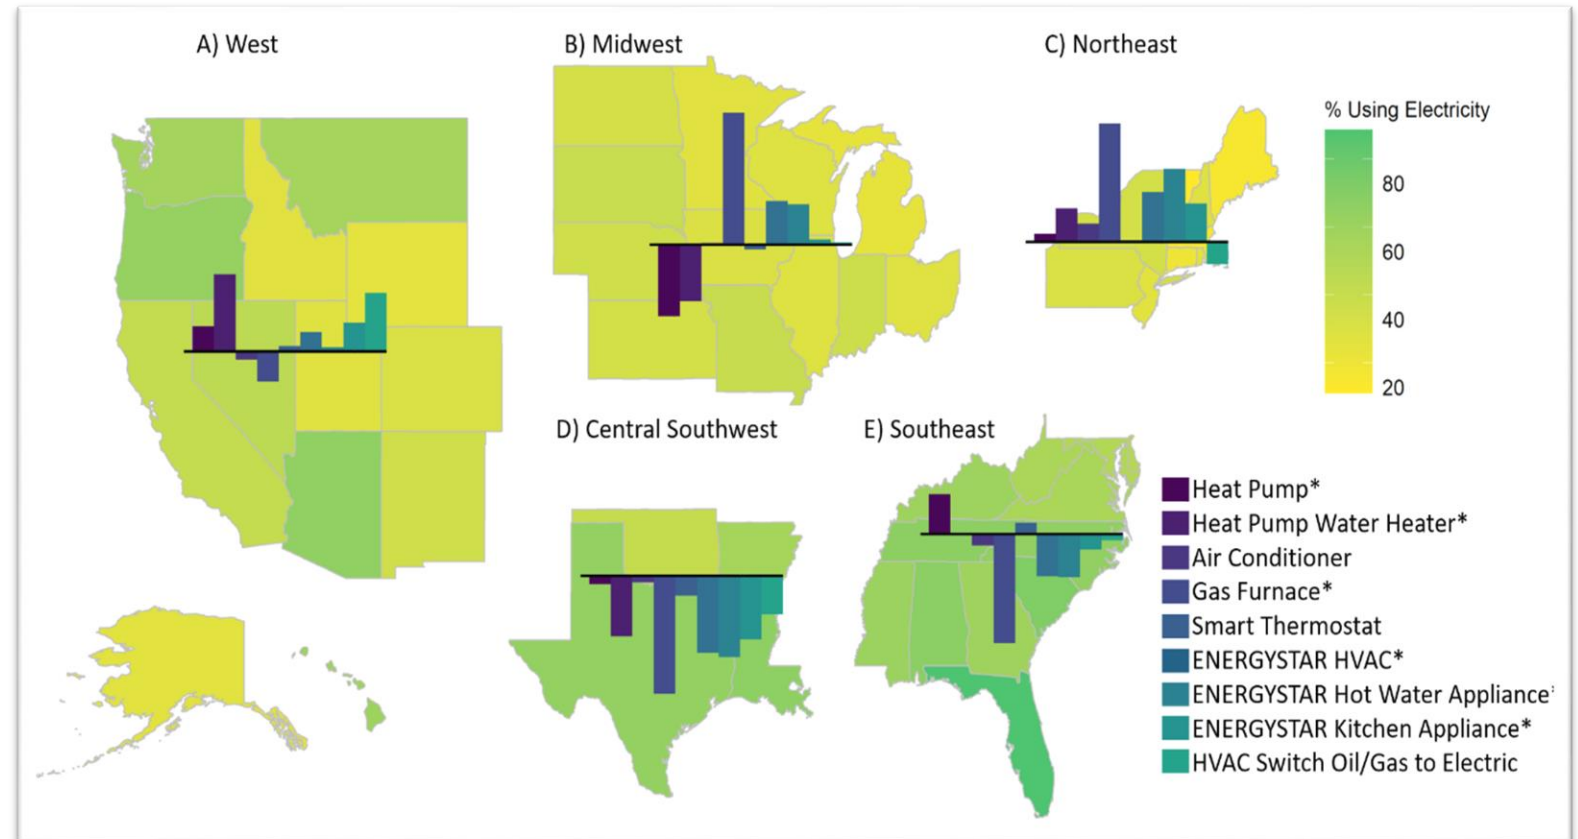 A) West
B) Midwest
C) Northeast
% Using Electricity
80
60
40
20
D) Central Southwest
E) Southeast
Heat Pump*
Heat Pump Water Heater*
Air Conditioner
Gas Furnace*
Smart Thermostat
ENERGYSTAR HVAC*
ENERGYSTAR Hot Water Appliance
ENERGYSTAR Kitchen Appliance*
HVAC Switch Oil/Gas to Electric